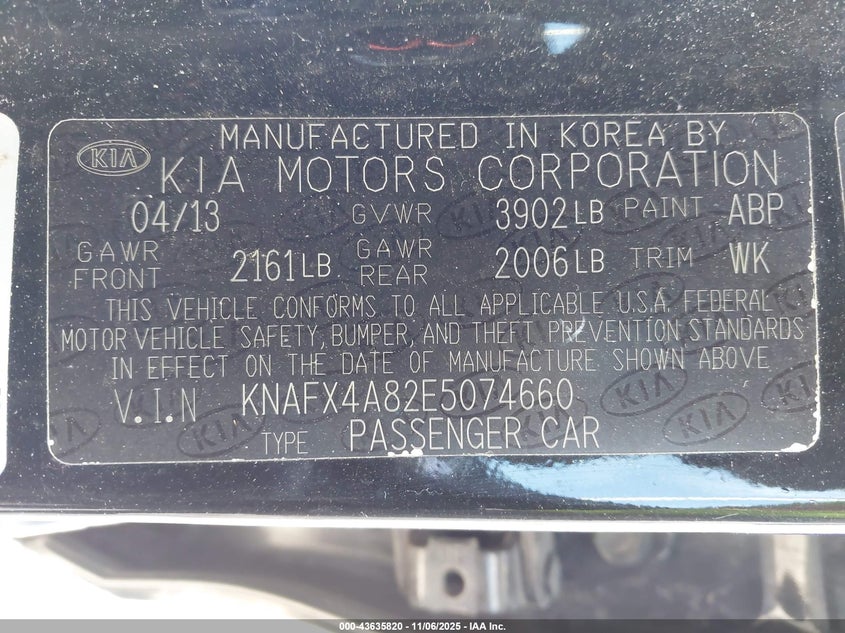 MANUFACTURED IN KOREA BY
KIA KIA MOTORS CORPORATION
04/13 GVWR 3902LB PAINT ABP
GAWR FRONT 2161LB GAWR REAR 2006LB TRIM WK
THIS VEHICLE CONFORMS TO ALL APPLICABLE U.S.A. FEDERAL
MOTOR VEHICLE SAFETY, BUMPER, AND THEFT PREVENTION STANDARDS
IN EFFECT ON THE DATE OF MANUFACTURE SHOWN ABOVE
V.I.N KNAFX4A82E5074660
TYPE PASSENGER CAR
000-43635820 - 11/06/2025 - IAA Inc.